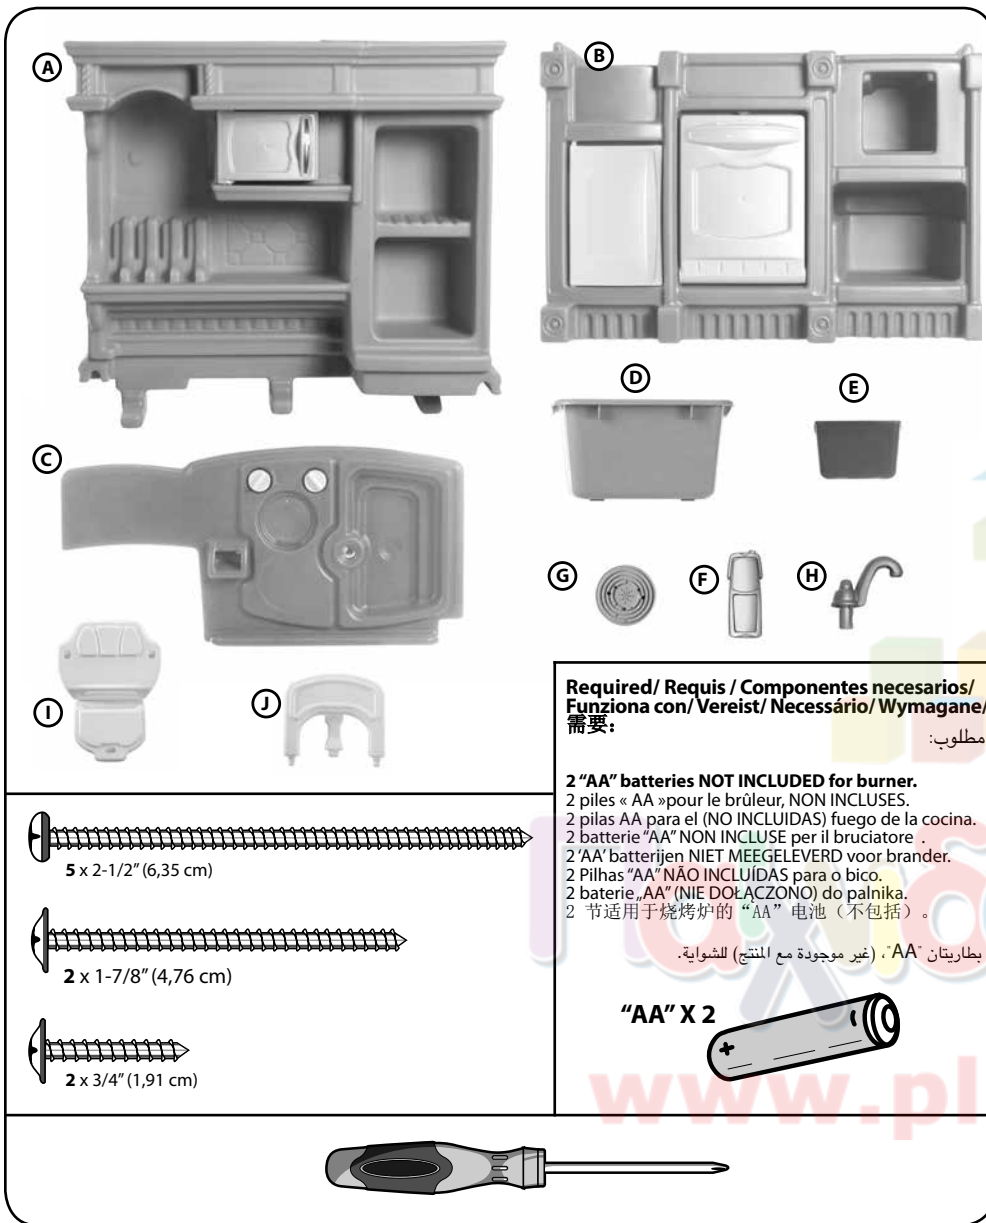 A
B
C
D
E
G
F
H
I
J
Required/ Requis / Componentes necesarios/
Funziona con/ Vereist/ Necessário/ Wymagane/
需要:
مطلوب:
2 “AA” batteries NOT INCLUDED for burner.
2 piles « AA »pour le brûleur, NON INCLUSES.
2 pilas AA para el (NO INCLUIDAS) fuego de la cocina.
2 batterie “AA” NON INCLUSE per il bruciatore .
2 ‘AA’ batterijen NIET MEEGELEVERD voor brander.
2 Pilhas “AA” NÃO INCLUÍDAS para o bico.
2 baterie „AA” (NIE DOŁĄCZONO) do palnika.
2 节适用于烧烤炉的“AA”电池（不包括）。
بطاريتان "AA"، (غير موجودة مع المنتج) للشواية.
“AA” X 2
+
-
5 x 2-1/2” (6,35 cm)
2 x 1-7/8” (4,76 cm)
2 x 3/4” (1,91 cm)
www.pl